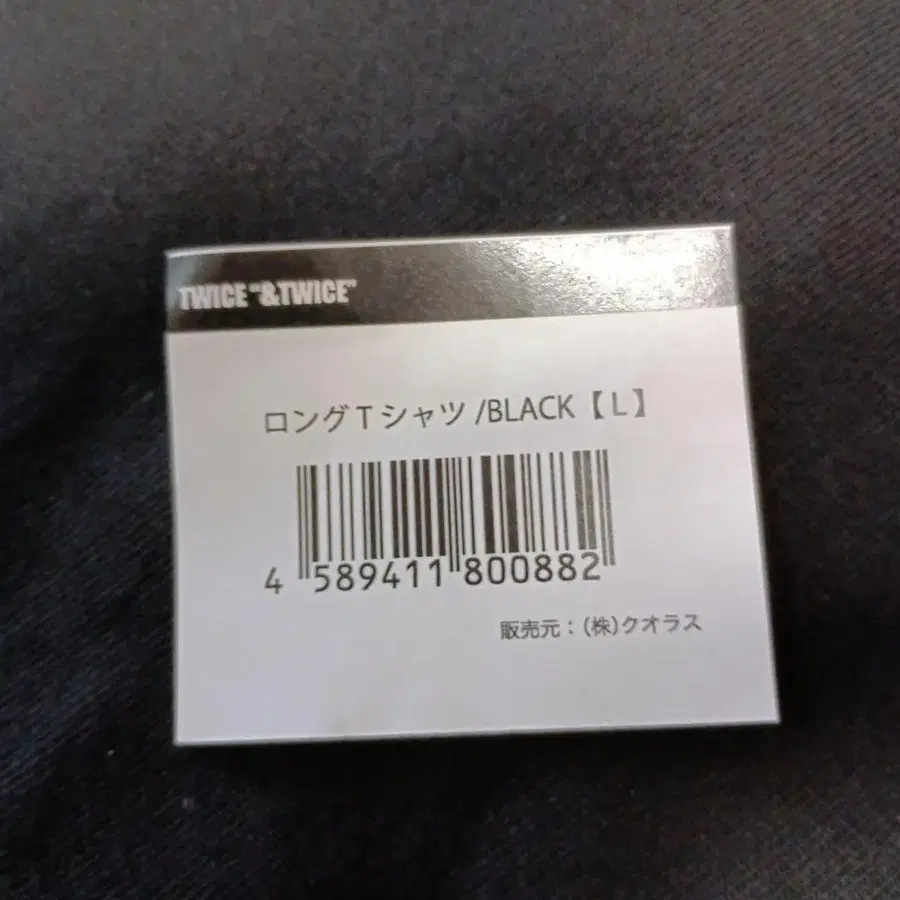 TWICE "&TWICE"
ロングTシャツ /BLACK【L】
4 589411 800882
販売元：(株)クオラス